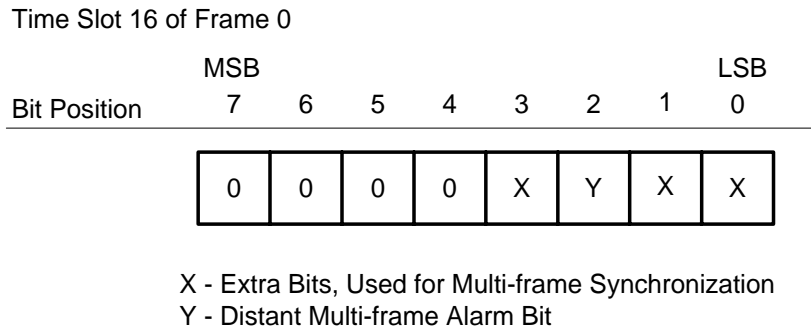 Time Slot 16 of Frame 0
MSB LSB
Bit Position 7 6 5 4 3 2 1 0
0 0 0 0 X Y X X
X - Extra Bits, Used for Multi-frame Synchronization
Y - Distant Multi-frame Alarm Bit